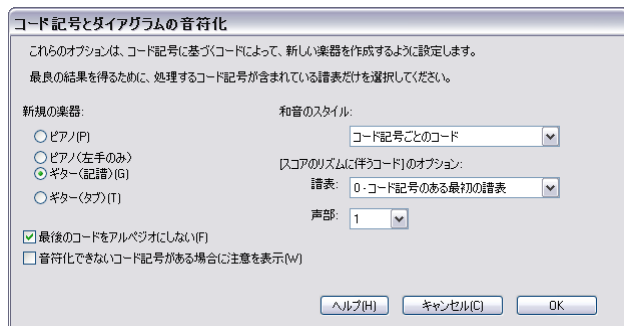 コード記号とダイアグラムの音符化
これらのオプションは、コード記号に基づくコードによって、新しい楽器を作成するように設定します。
最良の結果を得るために、処理するコード記号が含まれている譜表だけを選択してください。
新規の楽器:
ピアノ(P)
ピアノ(左手のみ)
ギター(記譜)(G)
ギター(タブ)(T)
和音のスタイル:
コード記号ごとのコード
[スコアのリズムに伴うコード]のオプション:
譜表: 0-コード記号のある最初の譜表
声部: 1
最後のコードをアルペジオにしない(F)
音符化できないコード記号がある場合に注意を表示(W)
ヘルプ(H) キャンセル(C) OK